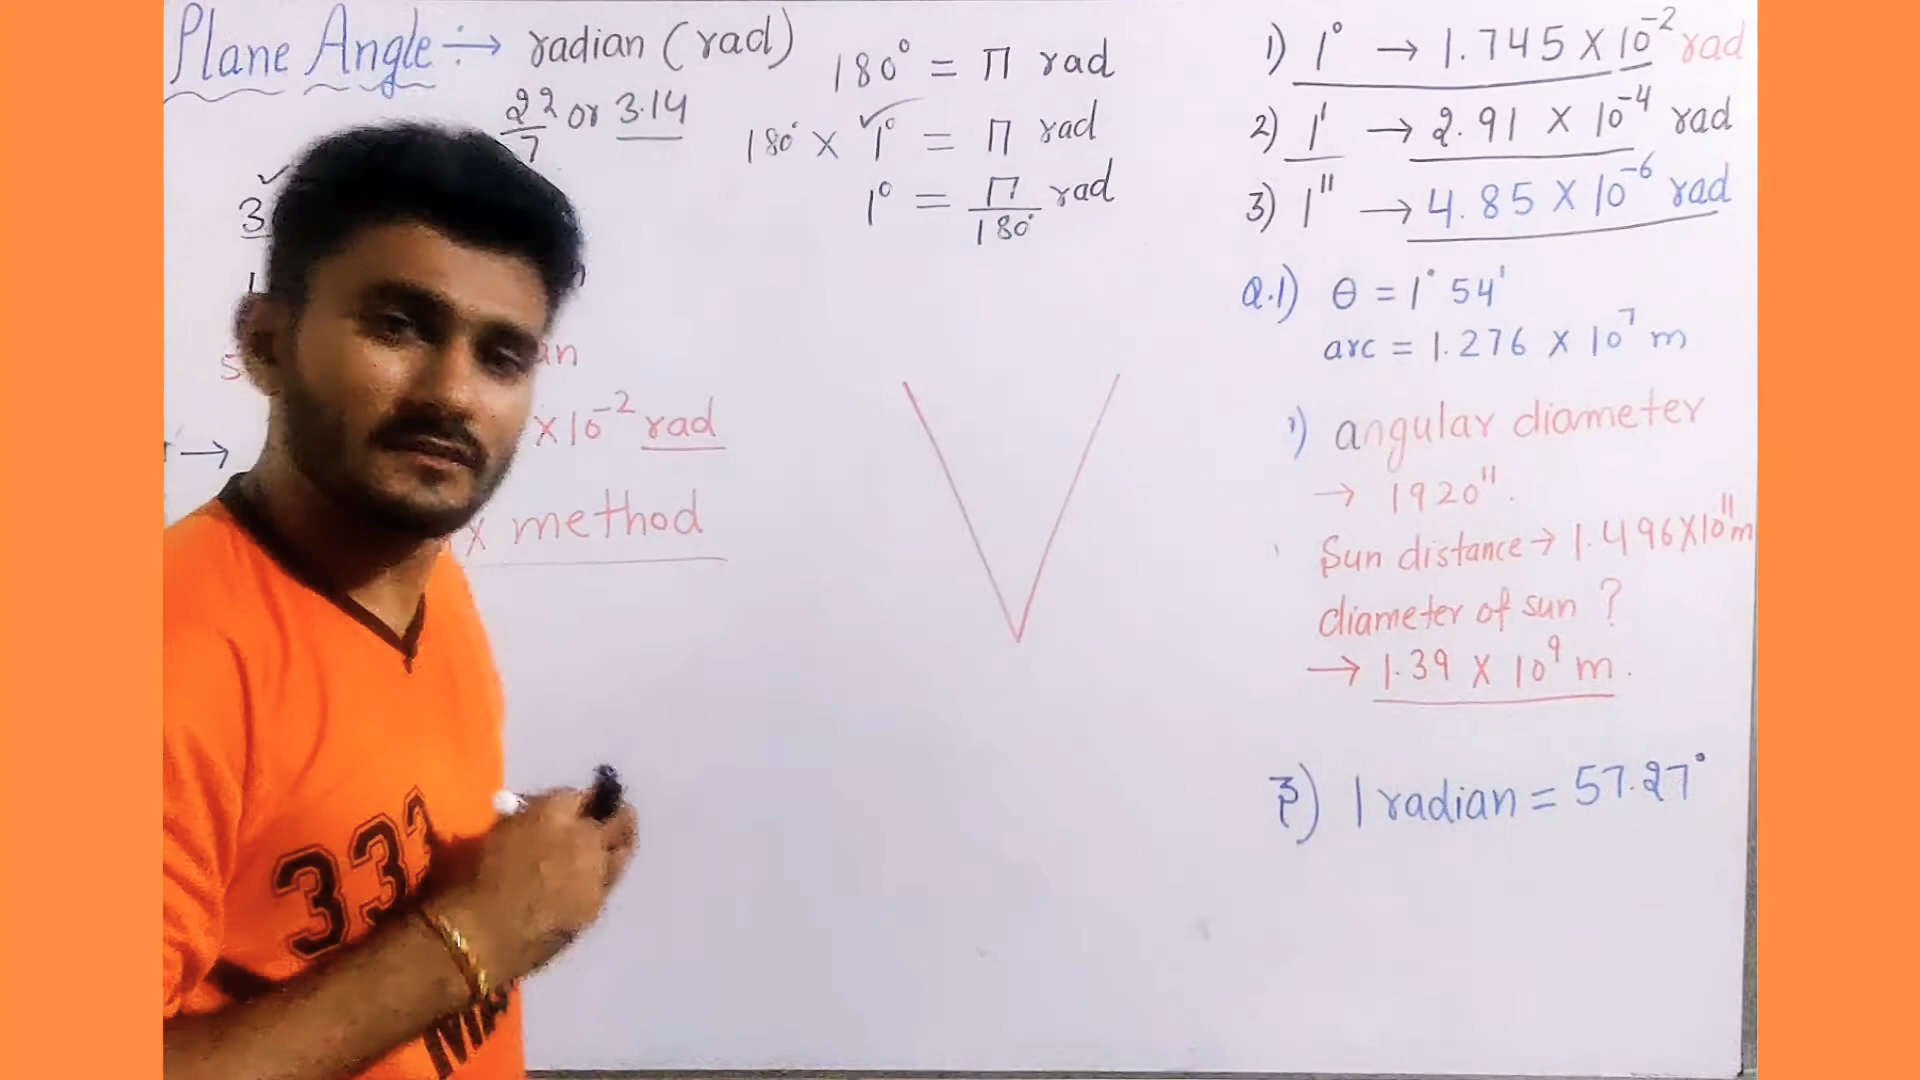 Plane Angle :→ radian (rad)
22/7 or 3.14
3
180° = Π rad
180° × 1° = Π rad
1° = Π/180° rad
×10⁻² rad
method
1) 1° → 1.745 × 10⁻² rad
2) 1' → 2.91 × 10⁻⁴ rad
3) 1" → 4.85 × 10⁻⁶ rad
Q.1) θ = 1° 54'
arc = 1.276 × 10⁷ m
angular diameter
→ 1920".
Sun distance → 1.496×10¹¹ m
diameter of sun ?
→ 1.39 × 10⁹ m.
1 radian = 57.27°
333